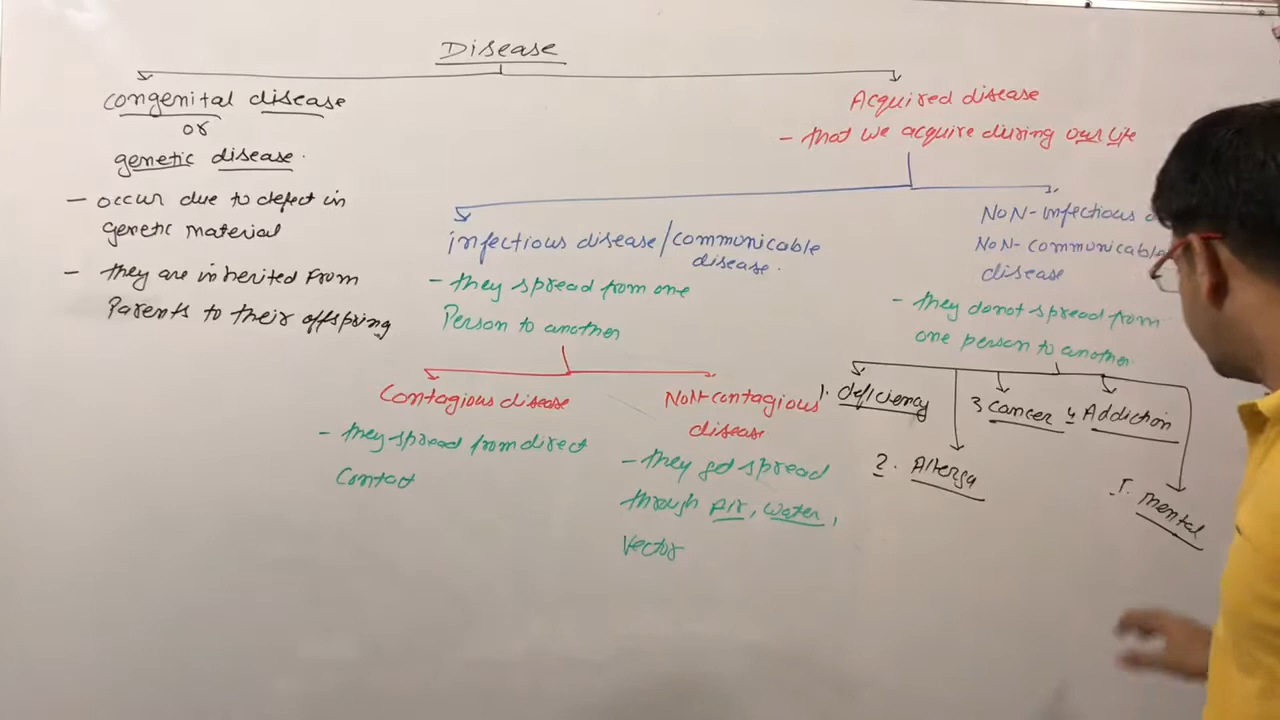 Disease
Congenital disease
or
genetic disease.
- occur due to defect in
genetic material
- they are inherited from
Parents to their offspring
Acquired disease
- that we acquire during our life
infectious disease/communicable
disease.
- they spread from one
Person to another
Contagious disease
- they spread from direct
Contact
NoN-contagious
disease
- they get spread
through Air, water,
Vector
NoN-infectious
NoN-communicable
disease
- they donot spread from
one person to another
1. deficiency
2. Allergy
3 Cancer
4 Addiction
5. mental